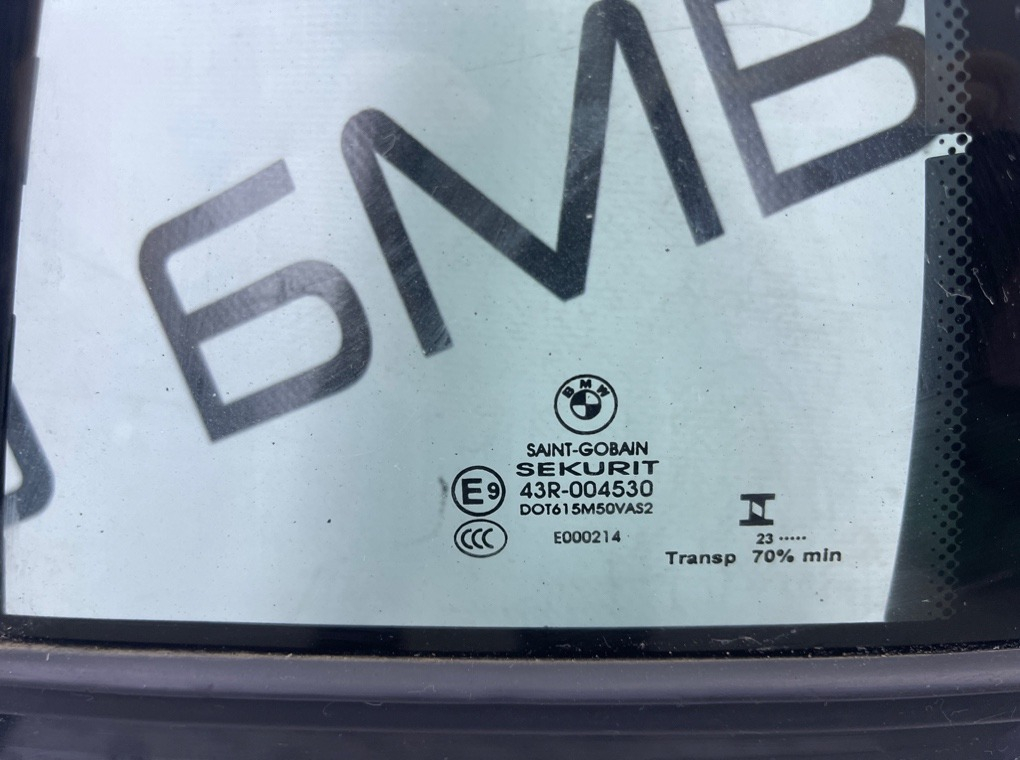 БМВ
BMW
SAINT-GOBAIN
SEKURIT
E9 43R-004530
DOT615M50VAS2
CCC E000214
23 .....
Transp 70% min